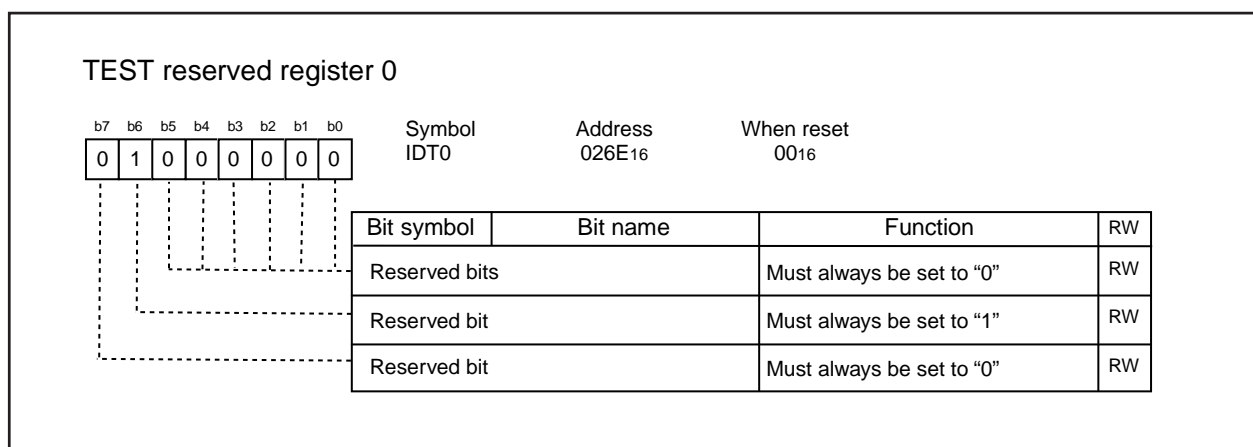 TEST reserved register 0
b7 b6 b5 b4 b3 b2 b1 b0
0 1 0 0 0 0 0 0
Symbol Address When reset
IDT0 026E16 0016
Bit symbol Bit name Function RW
Reserved bits Must always be set to “0” RW
Reserved bit Must always be set to “1” RW
Reserved bit Must always be set to “0” RW